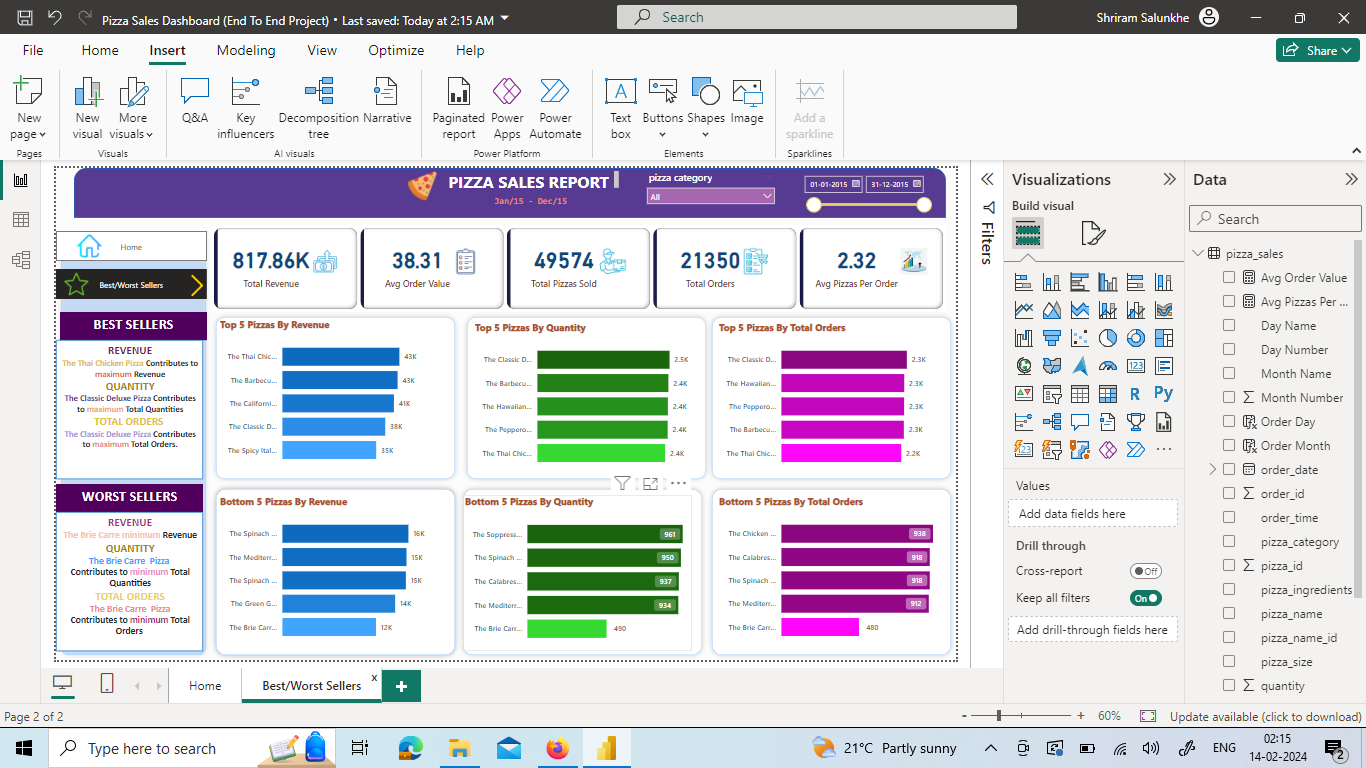 Pizza Sales Dashboard (End To End Project) • Last saved: Today at 2:15 AM
Search
Shriram Salunkhe
File Home Insert Modeling View Optimize Help
Share
New page
New visual
More visuals
Q&A
Key influencers
Decomposition tree
Narrative
Paginated report
Power Apps
Power Automate
Text box
Buttons
Shapes
Image
Add a sparkline
Pages
Visuals
AI visuals
Power Platform
Elements
Sparklines
PIZZA SALES REPORT
Jan/15 - Dec/15
pizza category
All
01-01-2015
31-12-2015
Home
Best/Worst Sellers
817.86K
Total Revenue
38.31
Avg Order Value
49574
Total Pizzas Sold
21350
Total Orders
2.32
Avg Pizzas Per Order
BEST SELLERS
REVENUE
The Thai Chicken Pizza Contributes to
maximum Revenue
QUANTITY
The Classic Deluxe Pizza Contributes
to maximum Total Quantities
TOTAL ORDERS
The Classic Deluxe Pizza Contributes
to maximum Total Orders.
WORST SELLERS
REVENUE
The Brie Carre minimum Revenue
QUANTITY
The Brie Carre Pizza
Contributes to minimum Total
Quantities
TOTAL ORDERS
The Brie Carre Pizza
Contributes to minimum Total
Orders
Top 5 Pizzas By Revenue
The Thai Chic... 43K
The Barbecu... 43K
The Californi... 41K
The Classic D... 38K
The Spicy Ital... 35K
Top 5 Pizzas By Quantity
The Classic D... 2.5K
The Barbecu... 2.4K
The Hawaiian... 2.4K
The Peppero... 2.4K
The Thai Chic... 2.4K
Top 5 Pizzas By Total Orders
The Classic D... 2.3K
The Hawaiian... 2.3K
The Peppero... 2.3K
The Barbecu... 2.3K
The Thai Chic... 2.2K
Bottom 5 Pizzas By Revenue
The Spinach ... 16K
The Mediterr... 15K
The Spinach ... 15K
The Green G... 14K
The Brie Carr... 12K
Bottom 5 Pizzas By Quantity
The Soppress... 961
The Spinach ... 950
The Calabres... 937
The Mediterr... 934
The Brie Carr... 490
Bottom 5 Pizzas By Total Orders
The Chicken ... 938
The Calabres... 918
The Spinach ... 918
The Mediterr... 912
The Brie Carr... 480
Filters
Visualizations
Build visual
R
Py
123
Values
Add data fields here
Drill through
Cross-report
Off
Keep all filters
On
Add drill-through fields here
Data
Search
pizza_sales
Avg Order Value
Avg Pizzas Per ...
Day Name
Day Number
Month Name
Month Number
Order Day
Order Month
order_date
order_id
order_time
pizza_category
pizza_id
pizza_ingredients
pizza_name
pizza_name_id
pizza_size
quantity
Home
Best/Worst Sellers
x
Page 2 of 2
- + 60%
Update available (click to download)
Type here to search
21°C Partly sunny
ENG
02:15
14-02-2024
2